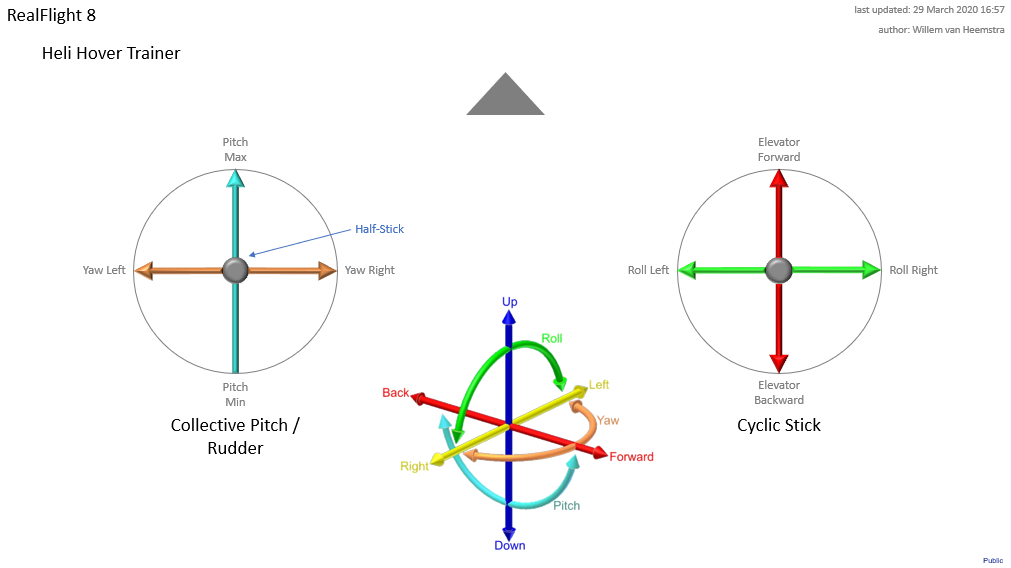 RealFlight 8
last updated: 29 March 2020 16:57
author: Willem van Heemstra
Heli Hover Trainer
Pitch
Max
Half-Stick
Yaw Left
Yaw Right
Pitch
Min
Collective Pitch /
Rudder
Elevator
Forward
Roll Left
Roll Right
Elevator
Backward
Cyclic Stick
Up
Roll
Left
Back
Yaw
Right
Forward
Pitch
Down
Public